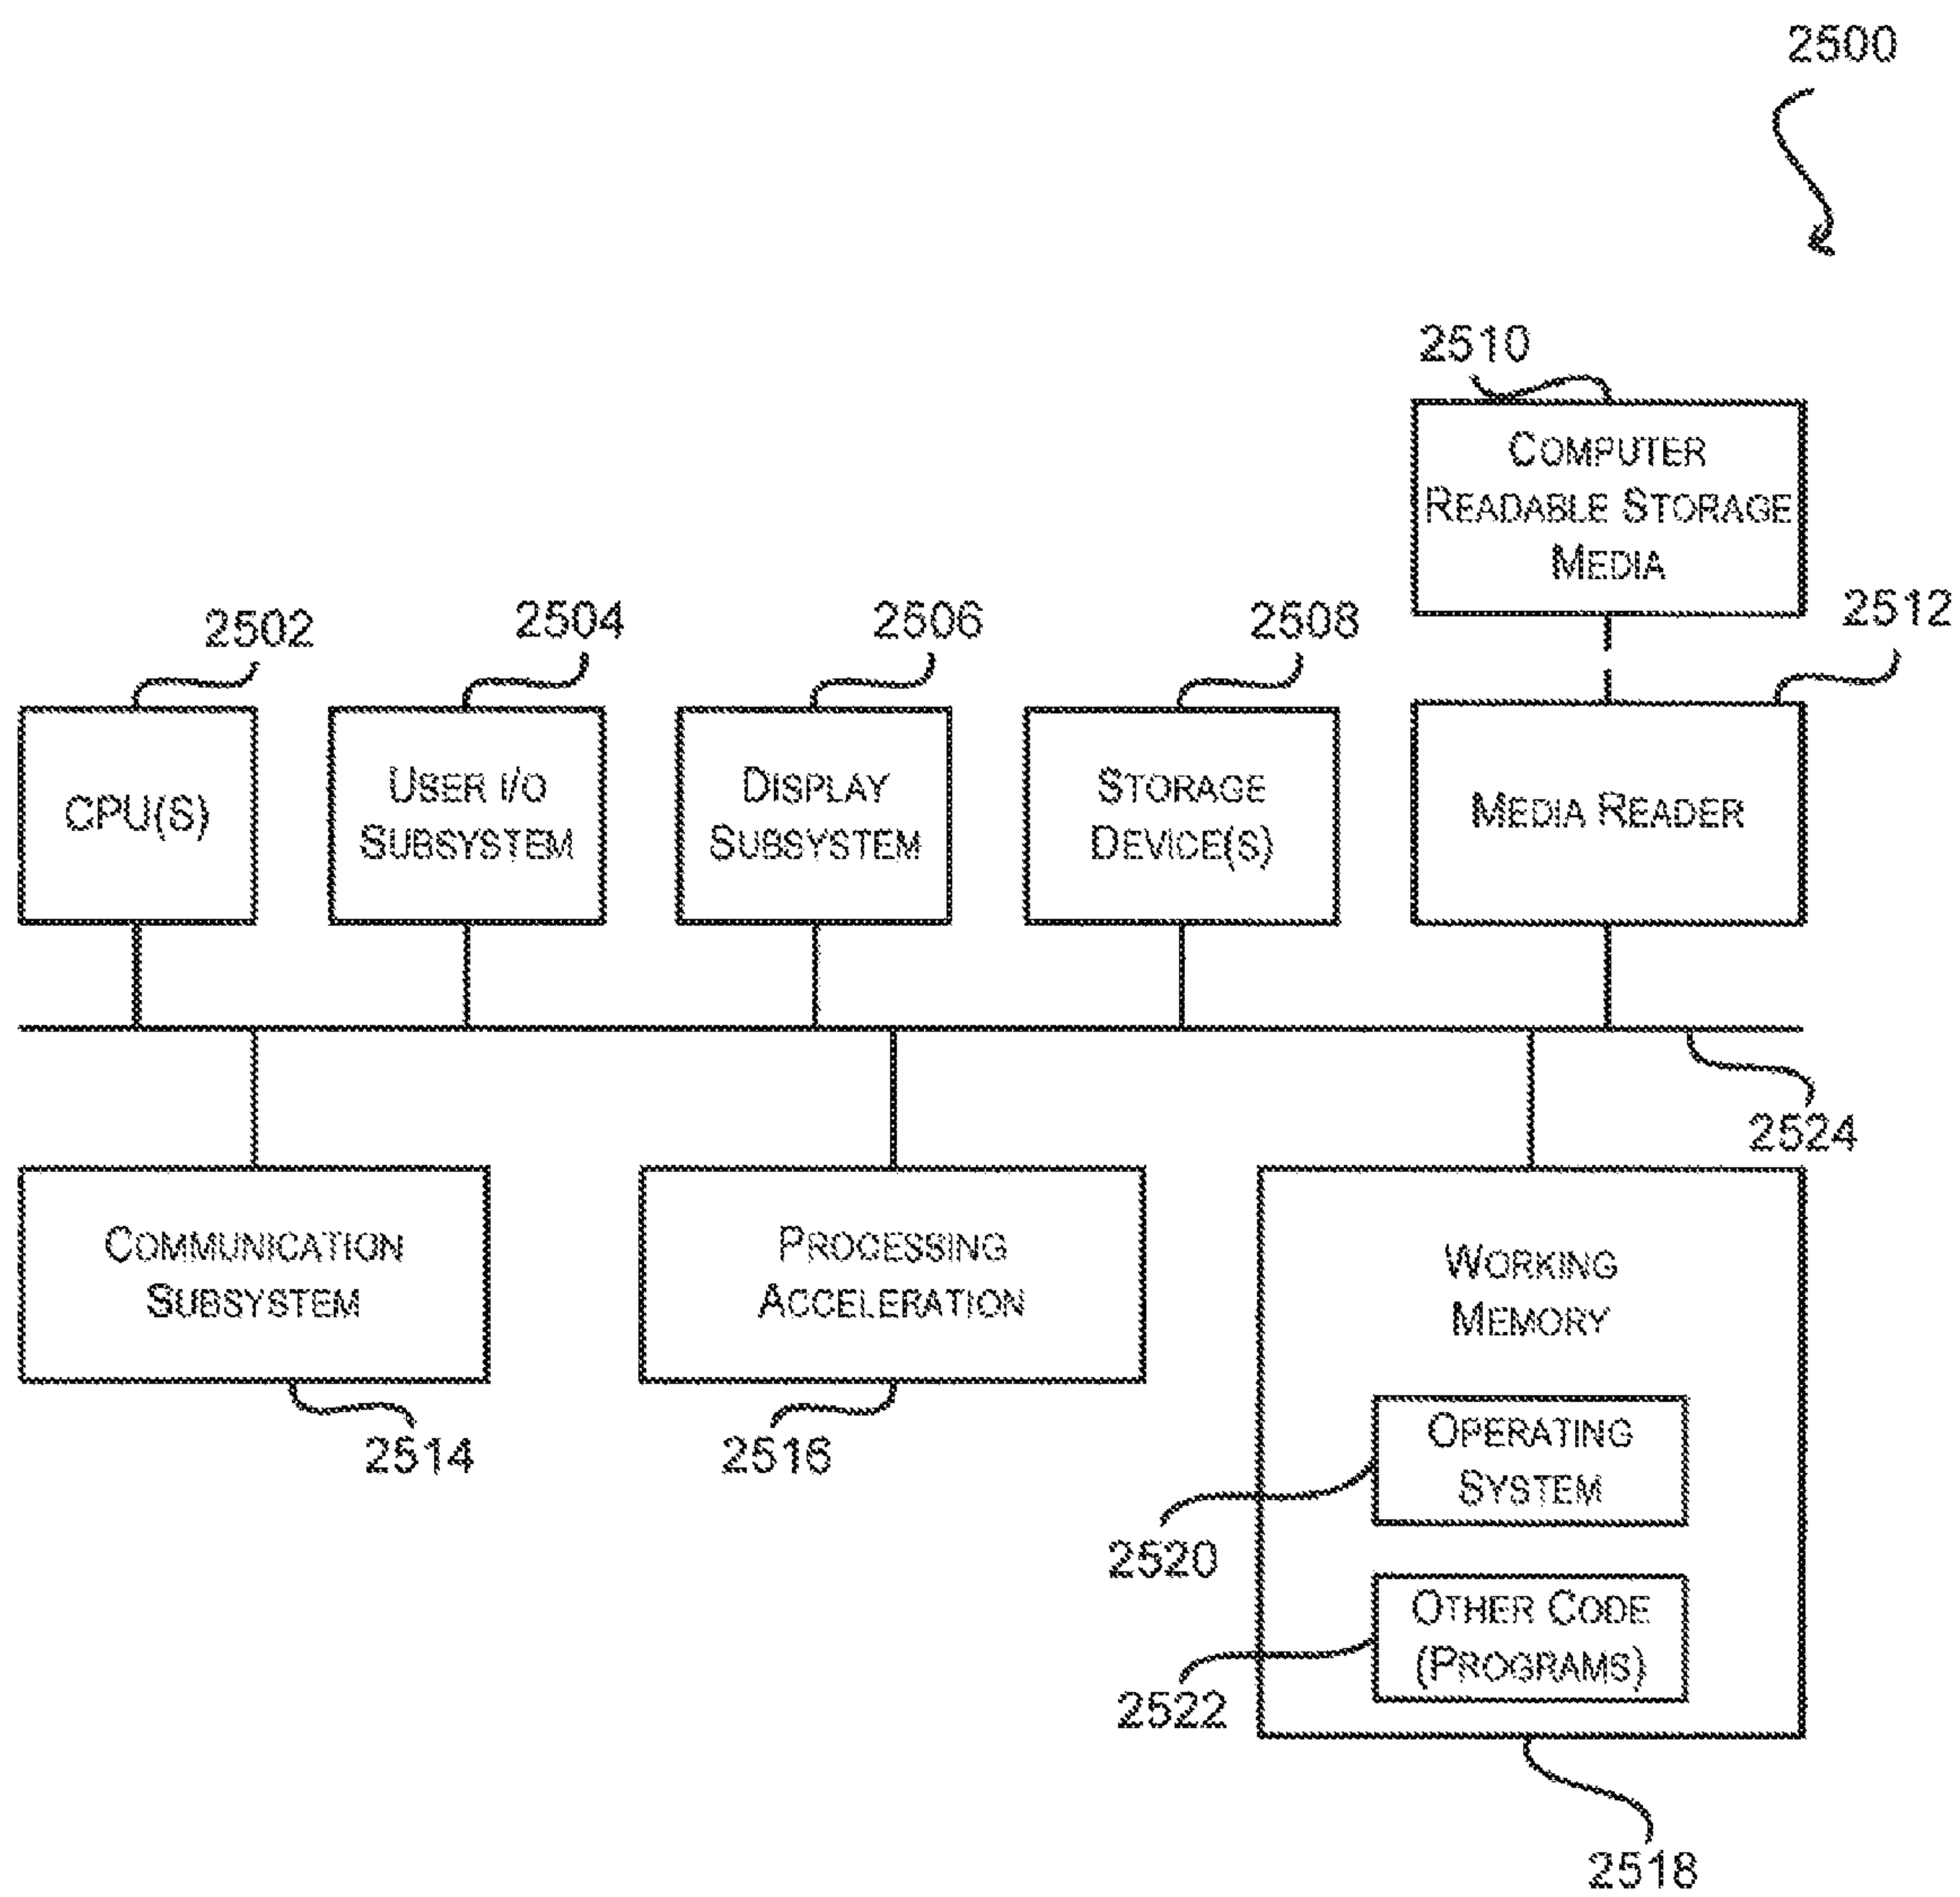 2500
2510
COMPUTER
READABLE STORAGE
MEDIA
2502
2504
2506
2508
2512
CPU(S)
USER I/O
SUBSYSTEM
DISPLAY
SUBSYSTEM
STORAGE
DEVICE(S)
MEDIA READER
2524
COMMUNICATION
SUBSYSTEM
PROCESSING
ACCELERATION
WORKING
MEMORY
2514
2516
OPERATING
SYSTEM
2520
OTHER CODE
(PROGRAMS)
2522
2518